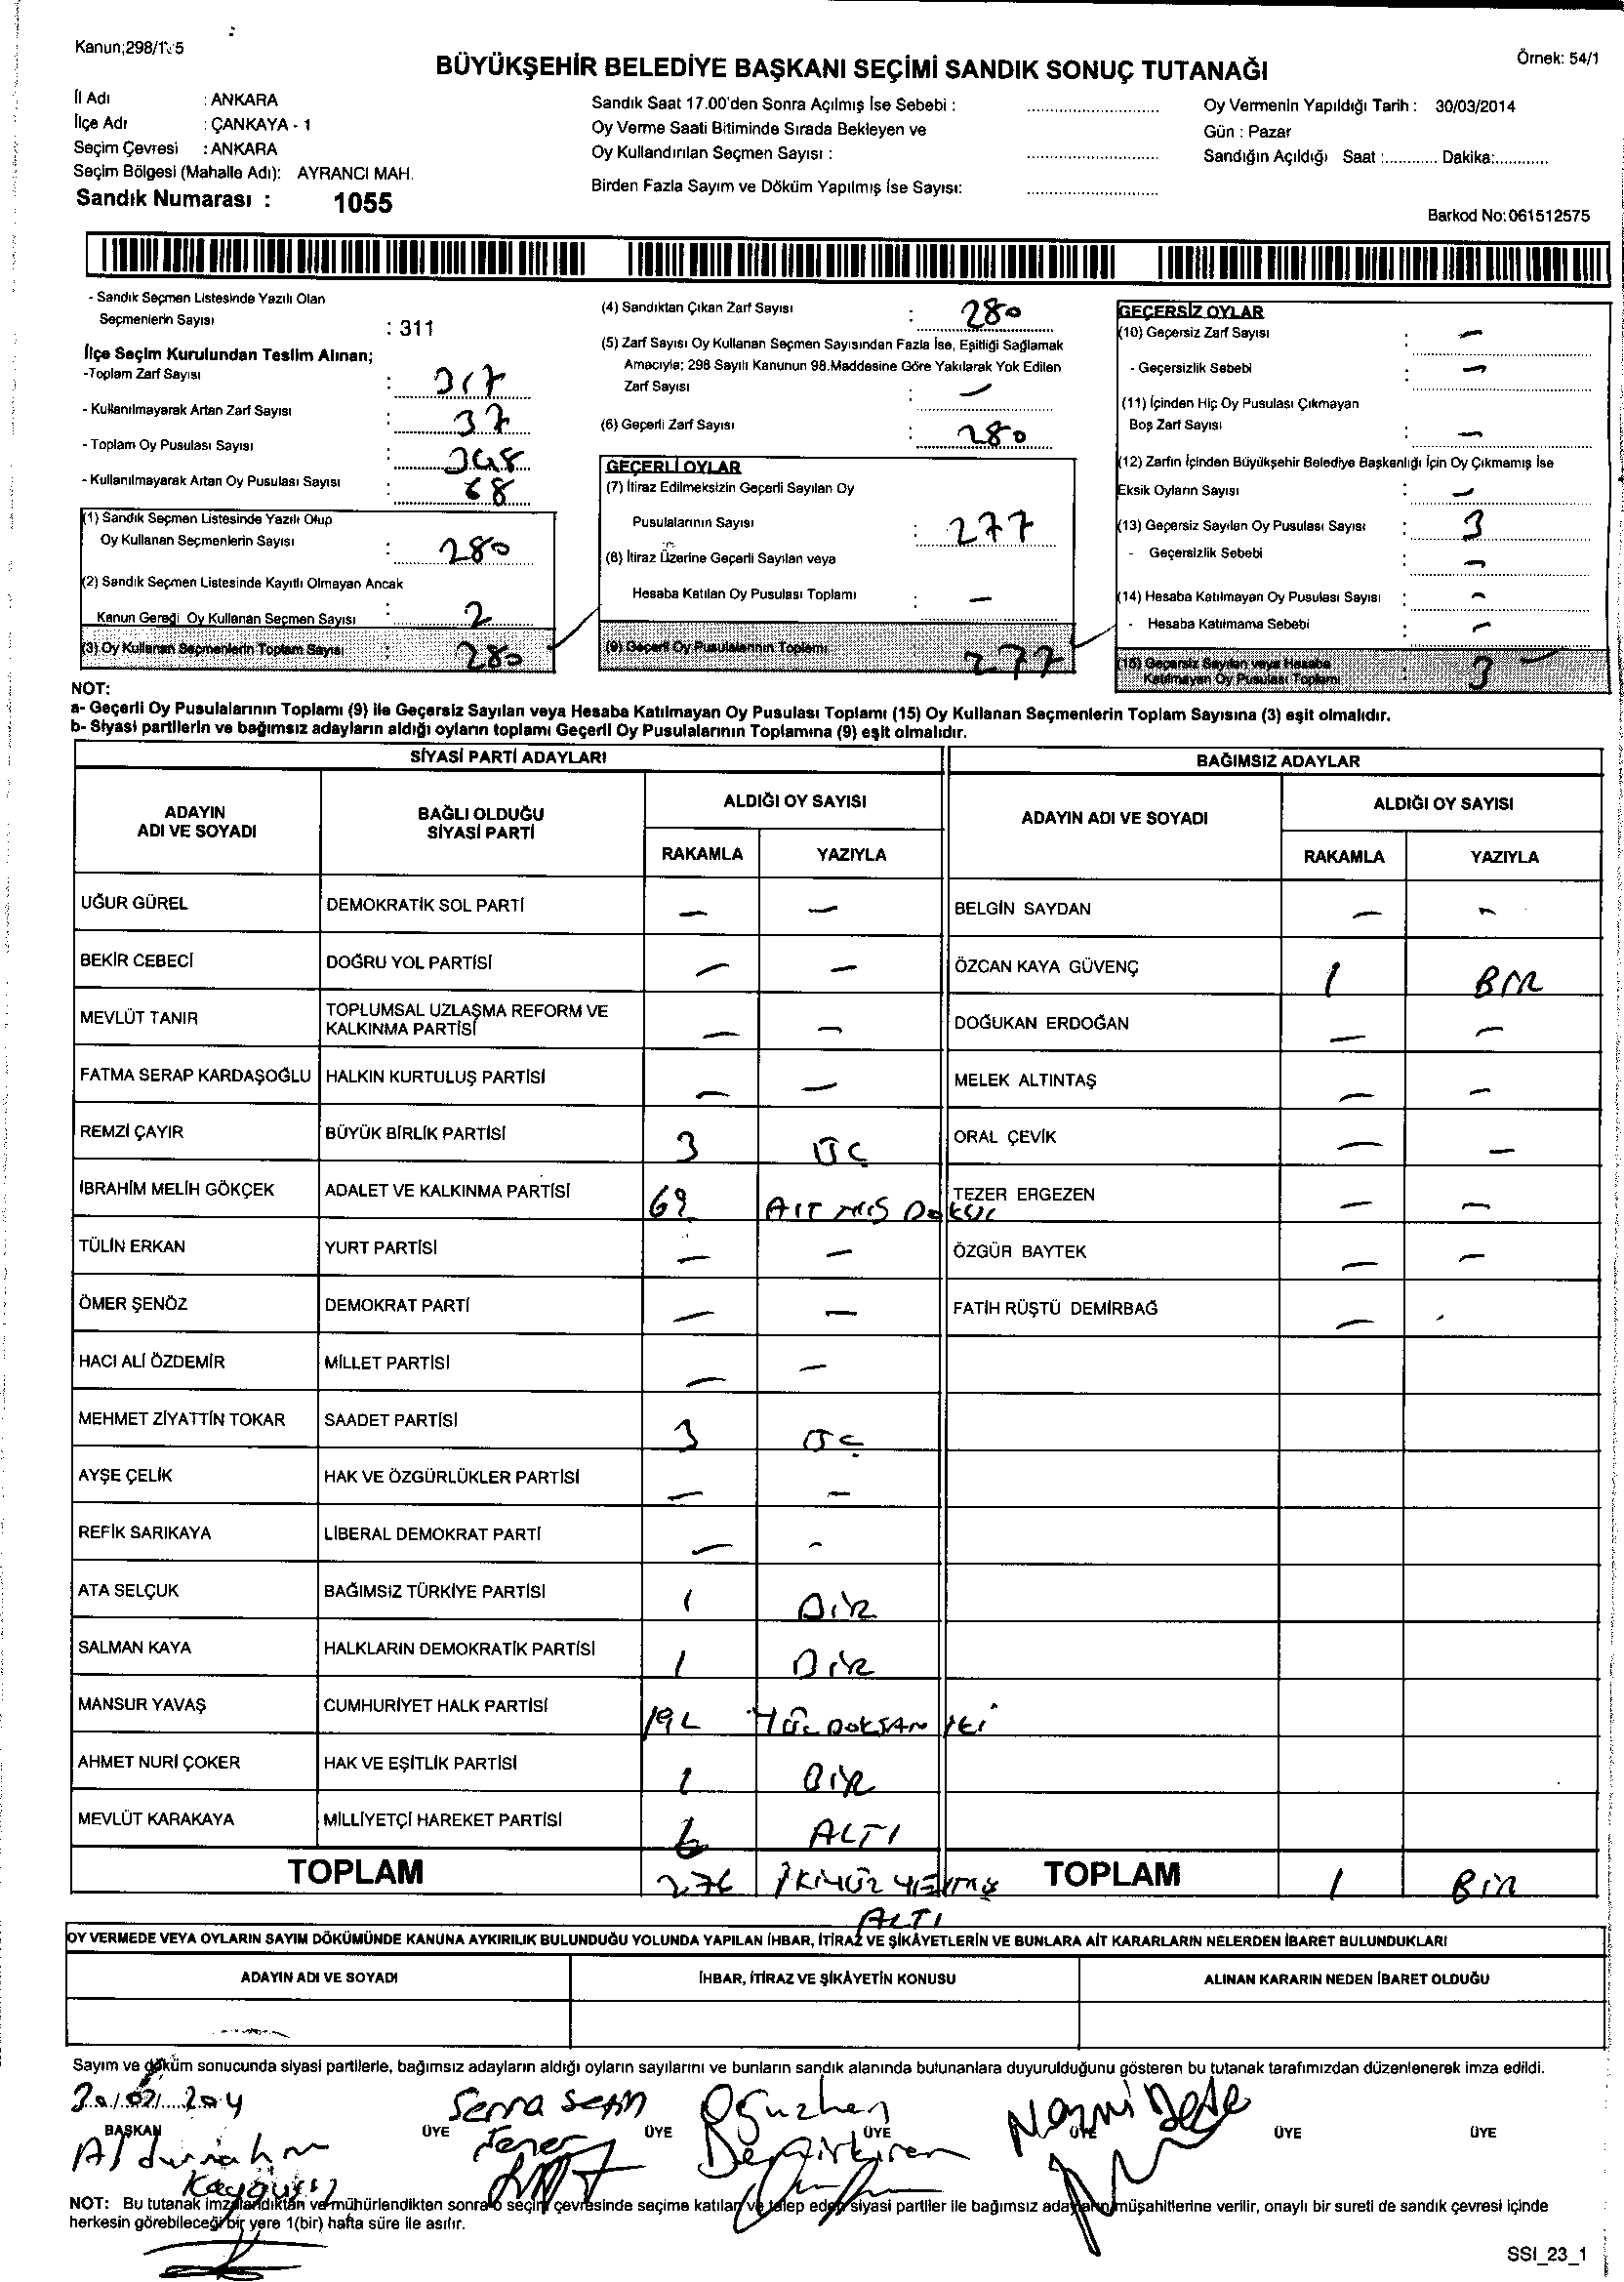 Kanun;298/1
Örnek: 54/1
BÜYÜKŞEHİR BELEDİYE BAŞKANI SEÇİMİ SANDIK SONUÇ TUTANAĞI
İl Adı : ANKARA
İlçe Adı : ÇANKAYA - 1
Seçim Çevresi : ANKARA
Seçim Bölgesi (Mahalle Adı): AYRANCI MAH.
Sandık Numarası : 1055
Sandık Saat 17.00'den Sonra Açılmış İse Sebebi :
Oy Verme Saati Bitiminde Sırada Bekleyen ve
Oy Kullandırılan Seçmen Sayısı :
Birden Fazla Sayım ve Döküm Yapılmış İse Sayısı:
Oy Vermenin Yapıldığı Tarih : 30/03/2014
Gün : Pazar
Sandığın Açıldığı Saat :............ Dakika:............
Barkod No:061512575
- Sandık Seçmen Listesinde Yazılı Olan
Seçmenlerin Sayısı : 311
İlçe Seçim Kurulundan Teslim Alınan;
-Toplam Zarf Sayısı : 317
- Kullanılmayarak Artan Zarf Sayısı : 37
- Toplam Oy Pusulası Sayısı : 348
- Kullanılmayarak Artan Oy Pusulası Sayısı : 68
(1) Sandık Seçmen Listesinde Yazılı Olup
Oy Kullanan Seçmenlerin Sayısı : 280
(2) Sandık Seçmen Listesinde Kayıtlı Olmayan Ancak
Kanun Gereği Oy Kullanan Seçmen Sayısı : 2
(3) Oy Kullanan Seçmenlerin Toplam Sayısı : 280
(4) Sandıktan Çıkan Zarf Sayısı : 280
(5) Zarf Sayısı Oy Kullanan Seçmen Sayısından Fazla İse, Eşitliği Sağlamak
Amacıyla; 298 Sayılı Kanunun 98.Maddesine Göre Yakılarak Yok Edilen
Zarf Sayısı : —
(6) Geçerli Zarf Sayısı : 280
GEÇERLİ OYLAR
(7) İtiraz Edilmeksizin Geçerli Sayılan Oy
Pusulalarının Sayısı : 277
(8) İtiraz Üzerine Geçerli Sayılan veya
Hesaba Katılan Oy Pusulası Toplamı : —
(9) Geçerli Oy Pusulalarının Toplamı : 277
GEÇERSİZ OYLAR
(10) Geçersiz Zarf Sayısı : —
- Geçersizlik Sebebi : —
(11) İçinden Hiç Oy Pusulası Çıkmayan
Boş Zarf Sayısı : —
(12) Zarfın İçinden Büyükşehir Belediye Başkanlığı İçin Oy Çıkmamış İse
Eksik Oyların Sayısı : —
(13) Geçersiz Sayılan Oy Pusulası Sayısı : 3
- Geçersizlik Sebebi : —
(14) Hesaba Katılmayan Oy Pusulası Sayısı : —
- Hesaba Katılmama Sebebi : —
(15) Geçersiz Sayılan veya Hesaba
Katılmayan Oy Pusulası Toplamı : 3
NOT:
a- Geçerli Oy Pusulalarının Toplamı (9) ile Geçersiz Sayılan veya Hesaba Katılmayan Oy Pusulası Toplamı (15) Oy Kullanan Seçmenlerin Toplam Sayısına (3) eşit olmalıdır.
b- Siyasi partilerin ve bağımsız adayların aldığı oyların toplamı Geçerli Oy Pusulalarının Toplamına (9) eşit olmalıdır.
SİYASİ PARTİ ADAYLARI BAĞIMSIZ ADAYLAR
ADAYIN ADI VE SOYADI BAĞLI OLDUĞU SİYASİ PARTİ ALDIĞI OY SAYISI ADAYIN ADI VE SOYADI ALDIĞI OY SAYISI
RAKAMLA YAZIYLA RAKAMLA YAZIYLA
UĞUR GÜREL DEMOKRATİK SOL PARTİ — — BELGİN SAYDAN — —
BEKİR CEBECİ DOĞRU YOL PARTİSİ — — ÖZCAN KAYA GÜVENÇ 1 BİR
MEVLÜT TANIR TOPLUMSAL UZLAŞMA REFORM VE KALKINMA PARTİSİ — — DOĞUKAN ERDOĞAN — —
FATMA SERAP KARDAŞOĞLU HALKIN KURTULUŞ PARTİSİ — — MELEK ALTINTAŞ — —
REMZİ ÇAYIR BÜYÜK BİRLİK PARTİSİ 3 ÜÇ ORAL ÇEVİK — —
İBRAHİM MELİH GÖKÇEK ADALET VE KALKINMA PARTİSİ 69 ALTMIŞ DOKUZ TEZER ERGEZEN — —
TÜLİN ERKAN YURT PARTİSİ — — ÖZGÜR BAYTEK — —
ÖMER ŞENÖZ DEMOKRAT PARTİ — — FATİH RÜŞTÜ DEMİRBAĞ —
HACI ALİ ÖZDEMİR MİLLET PARTİSİ — —
MEHMET ZİYATTİN TOKAR SAADET PARTİSİ 3 ÜÇ
AYŞE ÇELİK HAK VE ÖZGÜRLÜKLER PARTİSİ — —
REFİK SARIKAYA LİBERAL DEMOKRAT PARTİ — —
ATA SELÇUK BAĞIMSIZ TÜRKİYE PARTİSİ 1 BİR
SALMAN KAYA HALKLARIN DEMOKRATİK PARTİSİ 1 BİR
MANSUR YAVAŞ CUMHURİYET HALK PARTİSİ 192 YÜZ DOKSAN İKİ
AHMET NURİ ÇOKER HAK VE EŞİTLİK PARTİSİ 1 BİR
MEVLÜT KARAKAYA MİLLİYETÇİ HAREKET PARTİSİ 6 ALTI
TOPLAM 276 İKİYÜZ YETMİŞ ALTI TOPLAM 1 BİR
OY VERMEDE VEYA OYLARIN SAYIM DÖKÜMÜNDE KANUNA AYKIRILIK BULUNDUĞU YOLUNDA YAPILAN İHBAR, İTİRAZ VE ŞİKÂYETLERİN VE BUNLARA AİT KARARLARIN NELERDEN İBARET BULUNDUKLARI
ADAYIN ADI VE SOYADI İHBAR, İTİRAZ VE ŞİKÂYETİN KONUSU ALINAN KARARIN NEDEN İBARET OLDUĞU
Sayım ve döküm sonucunda siyasi partilerle, bağımsız adayların aldığı oyların sayılarını ve bunların sandık alanında bulunanlara duyurulduğunu gösteren bu tutanak tarafımızdan düzenlenerek imza edildi.
BAŞKAN ÜYE ÜYE ÜYE ÜYE ÜYE ÜYE
Oğuzhan
Demirkıran
Nazmi Dede
NOT: Bu tutanak imzalandıktan ve mühürlendikten sonra o seçim çevresinde seçime katılan ve talep eden siyasi partiler ile bağımsız adayların müşahitlerine verilir, onaylı bir sureti de sandık çevresi içinde
herkesin görebileceği bir yere 1(bir) hafta süre ile asılır.
SSI_23_1